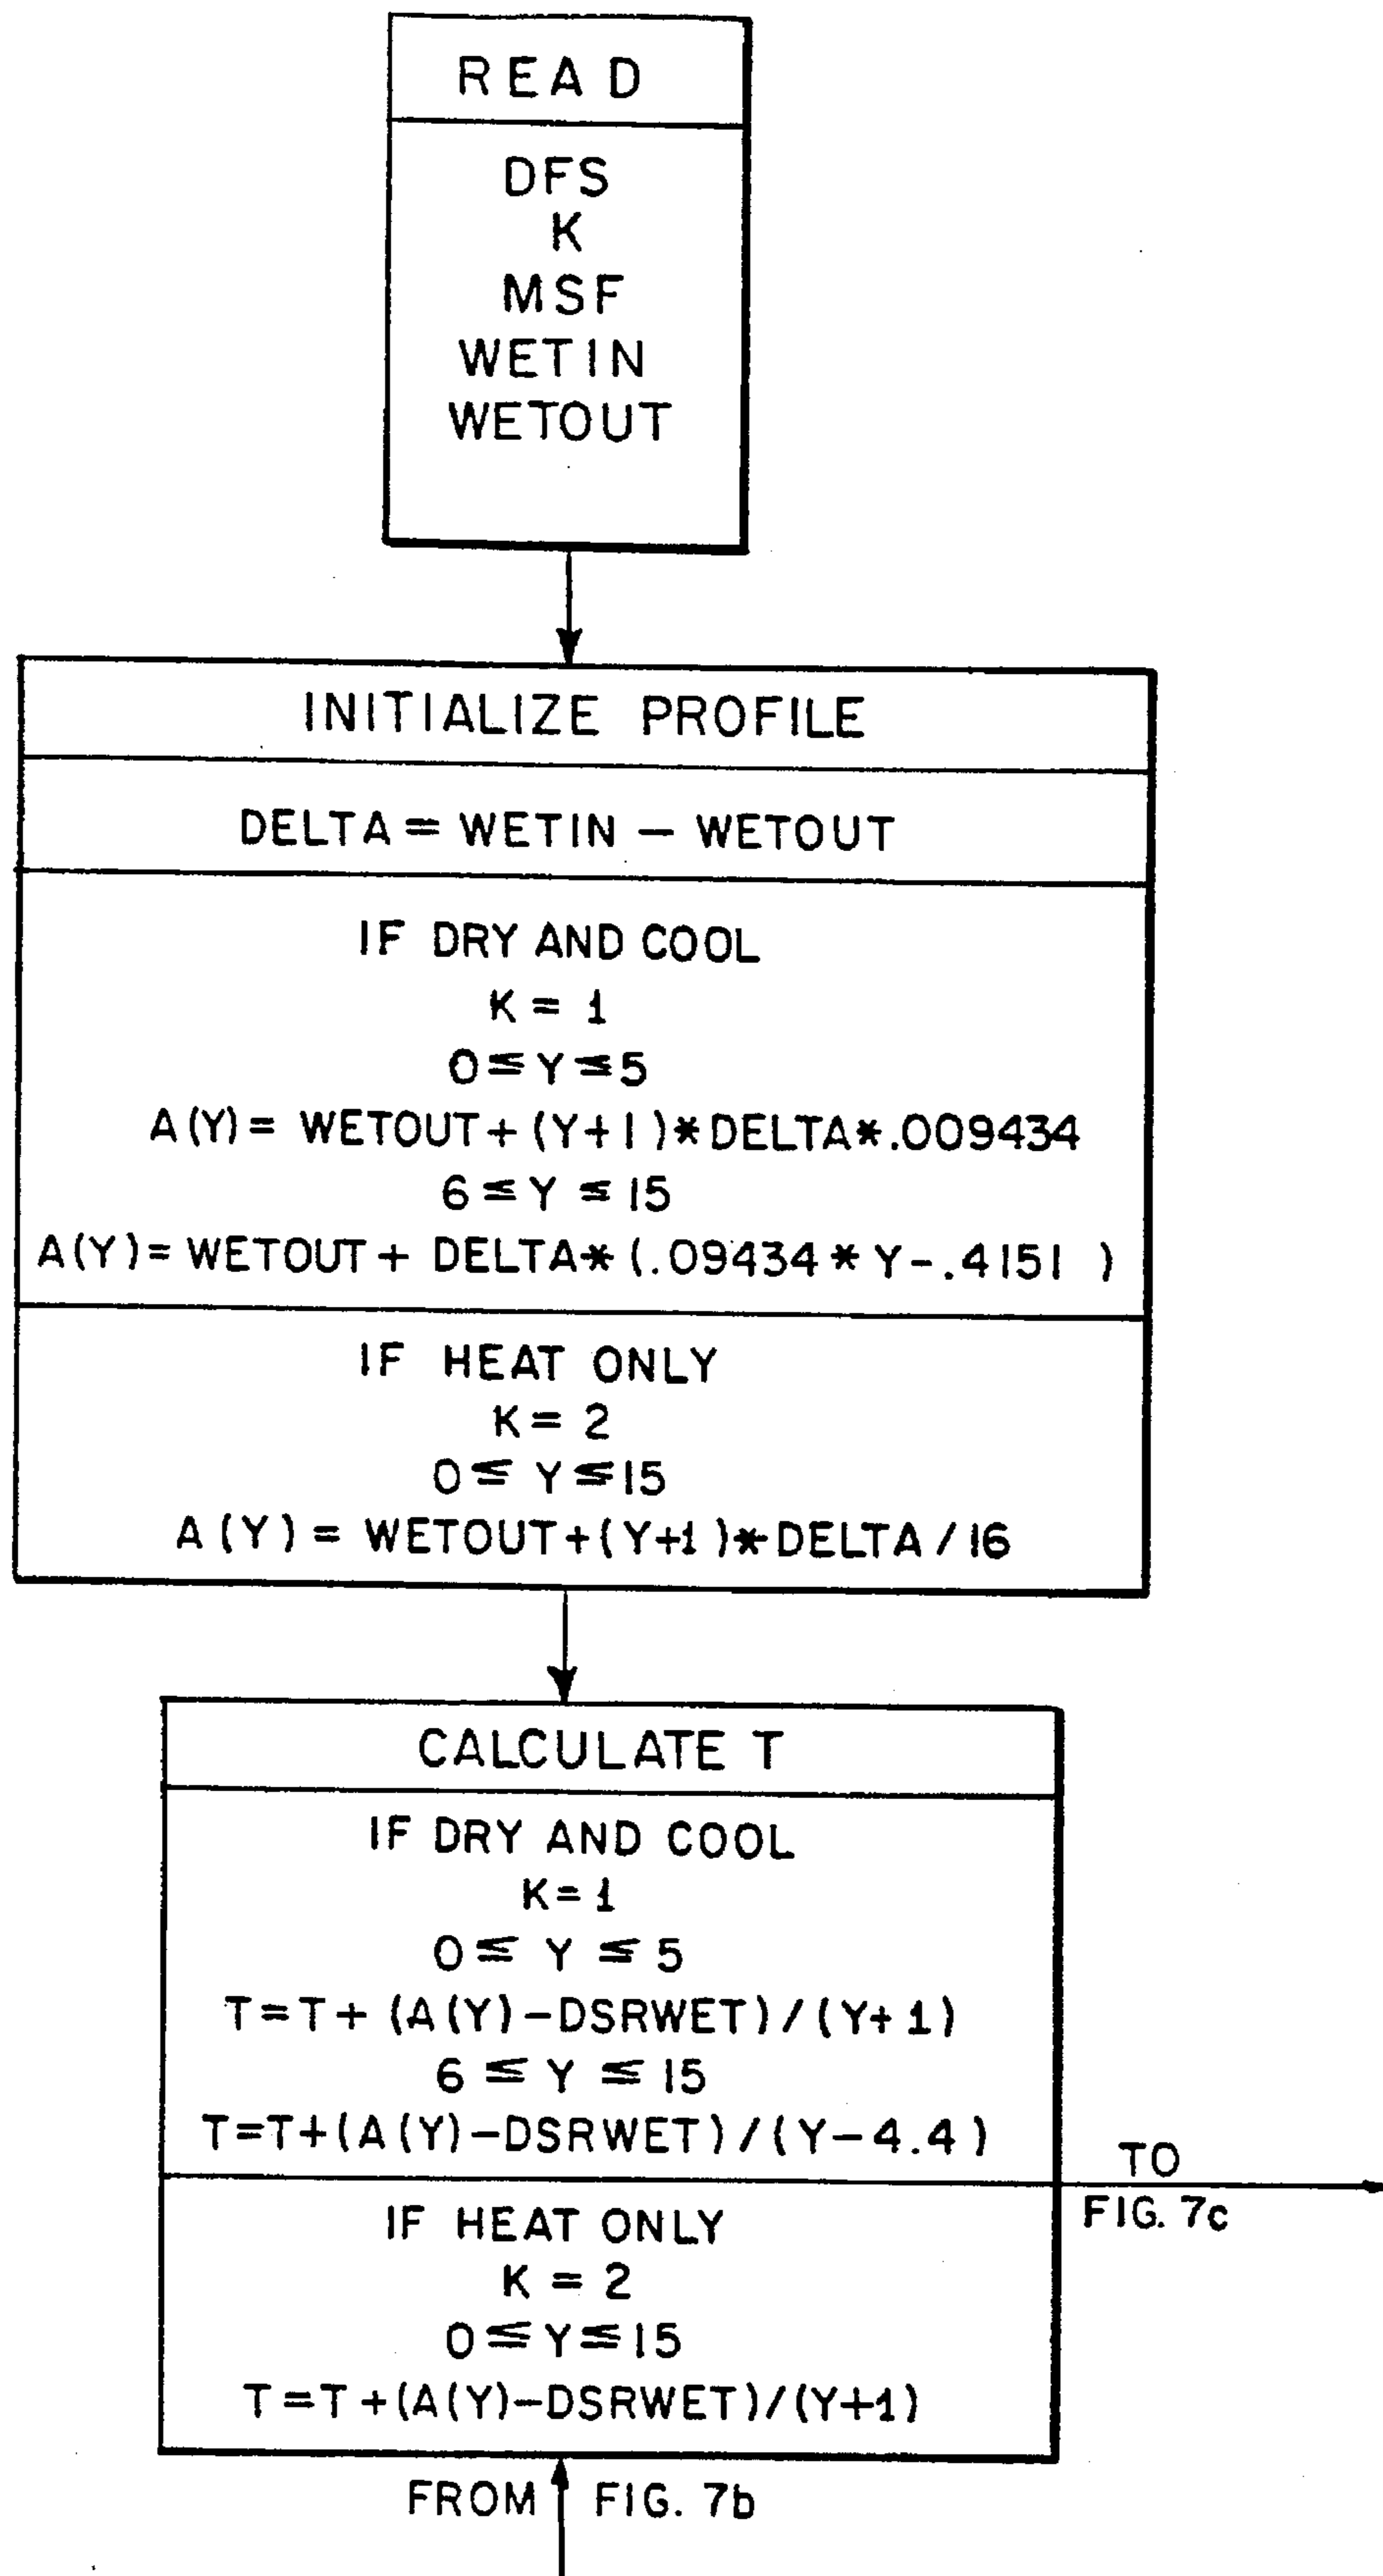 READ
DFS
K
MSF
WETIN
WETOUT
INITIALIZE PROFILE
DELTA = WETIN - WETOUT
IF DRY AND COOL
K = 1
0 ≦ Y ≦ 5
A(Y) = WETOUT + (Y+1)*DELTA*.009434
6 ≦ Y ≦ 15
A(Y) = WETOUT + DELTA*(.09434*Y-.4151)
IF HEAT ONLY
K = 2
0 ≦ Y ≦ 15
A(Y) = WETOUT+(Y+1)*DELTA/16
CALCULATE T
IF DRY AND COOL
K=1
0 ≦ Y ≦ 5
T=T+(A(Y)-DSRWET)/(Y+1)
6 ≦ Y ≦ 15
T=T+(A(Y)-DSRWET)/(Y-4.4)
TO
FIG. 7c
IF HEAT ONLY
K = 2
0 ≦ Y ≦ 15
T=T+(A(Y)-DSRWET)/(Y+1)
FROM FIG. 7b